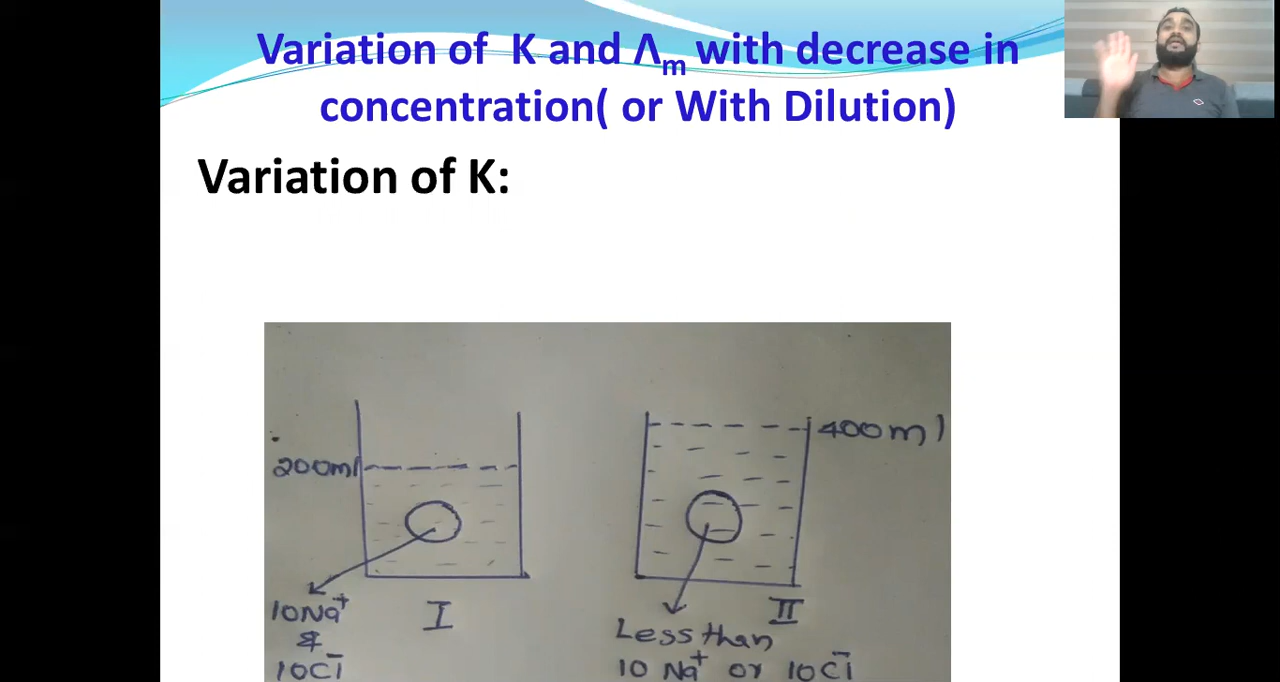 Variation of K and Λm with decrease in
concentration( or With Dilution)
Variation of K:
200ml
400ml
10Na+
&
10Cl-
I
II
Less than
10 Na+ or 10Cl-